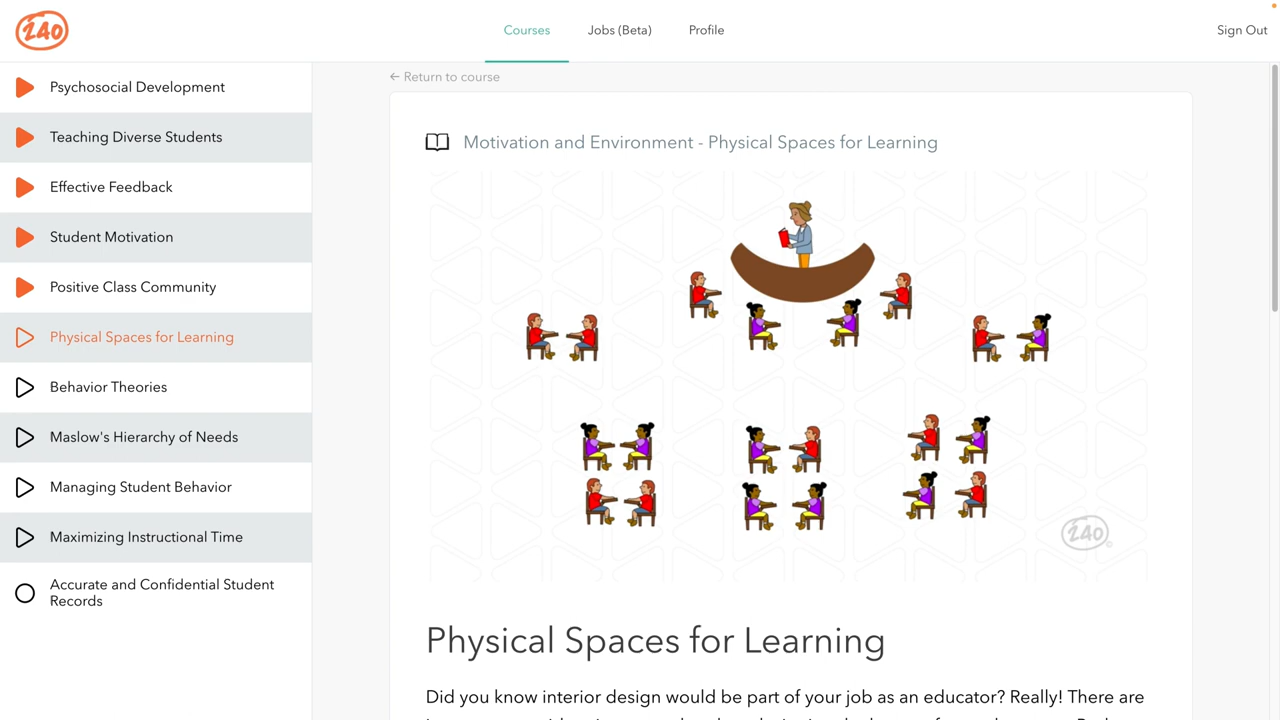 240
Courses
Jobs (Beta)
Profile
Sign Out
Psychosocial Development
Teaching Diverse Students
Effective Feedback
Student Motivation
Positive Class Community
Physical Spaces for Learning
Behavior Theories
Maslow's Hierarchy of Needs
Managing Student Behavior
Maximizing Instructional Time
Accurate and Confidential Student
Records
← Return to course
Motivation and Environment - Physical Spaces for Learning
240
Physical Spaces for Learning
Did you know interior design would be part of your job as an educator? Really! There are